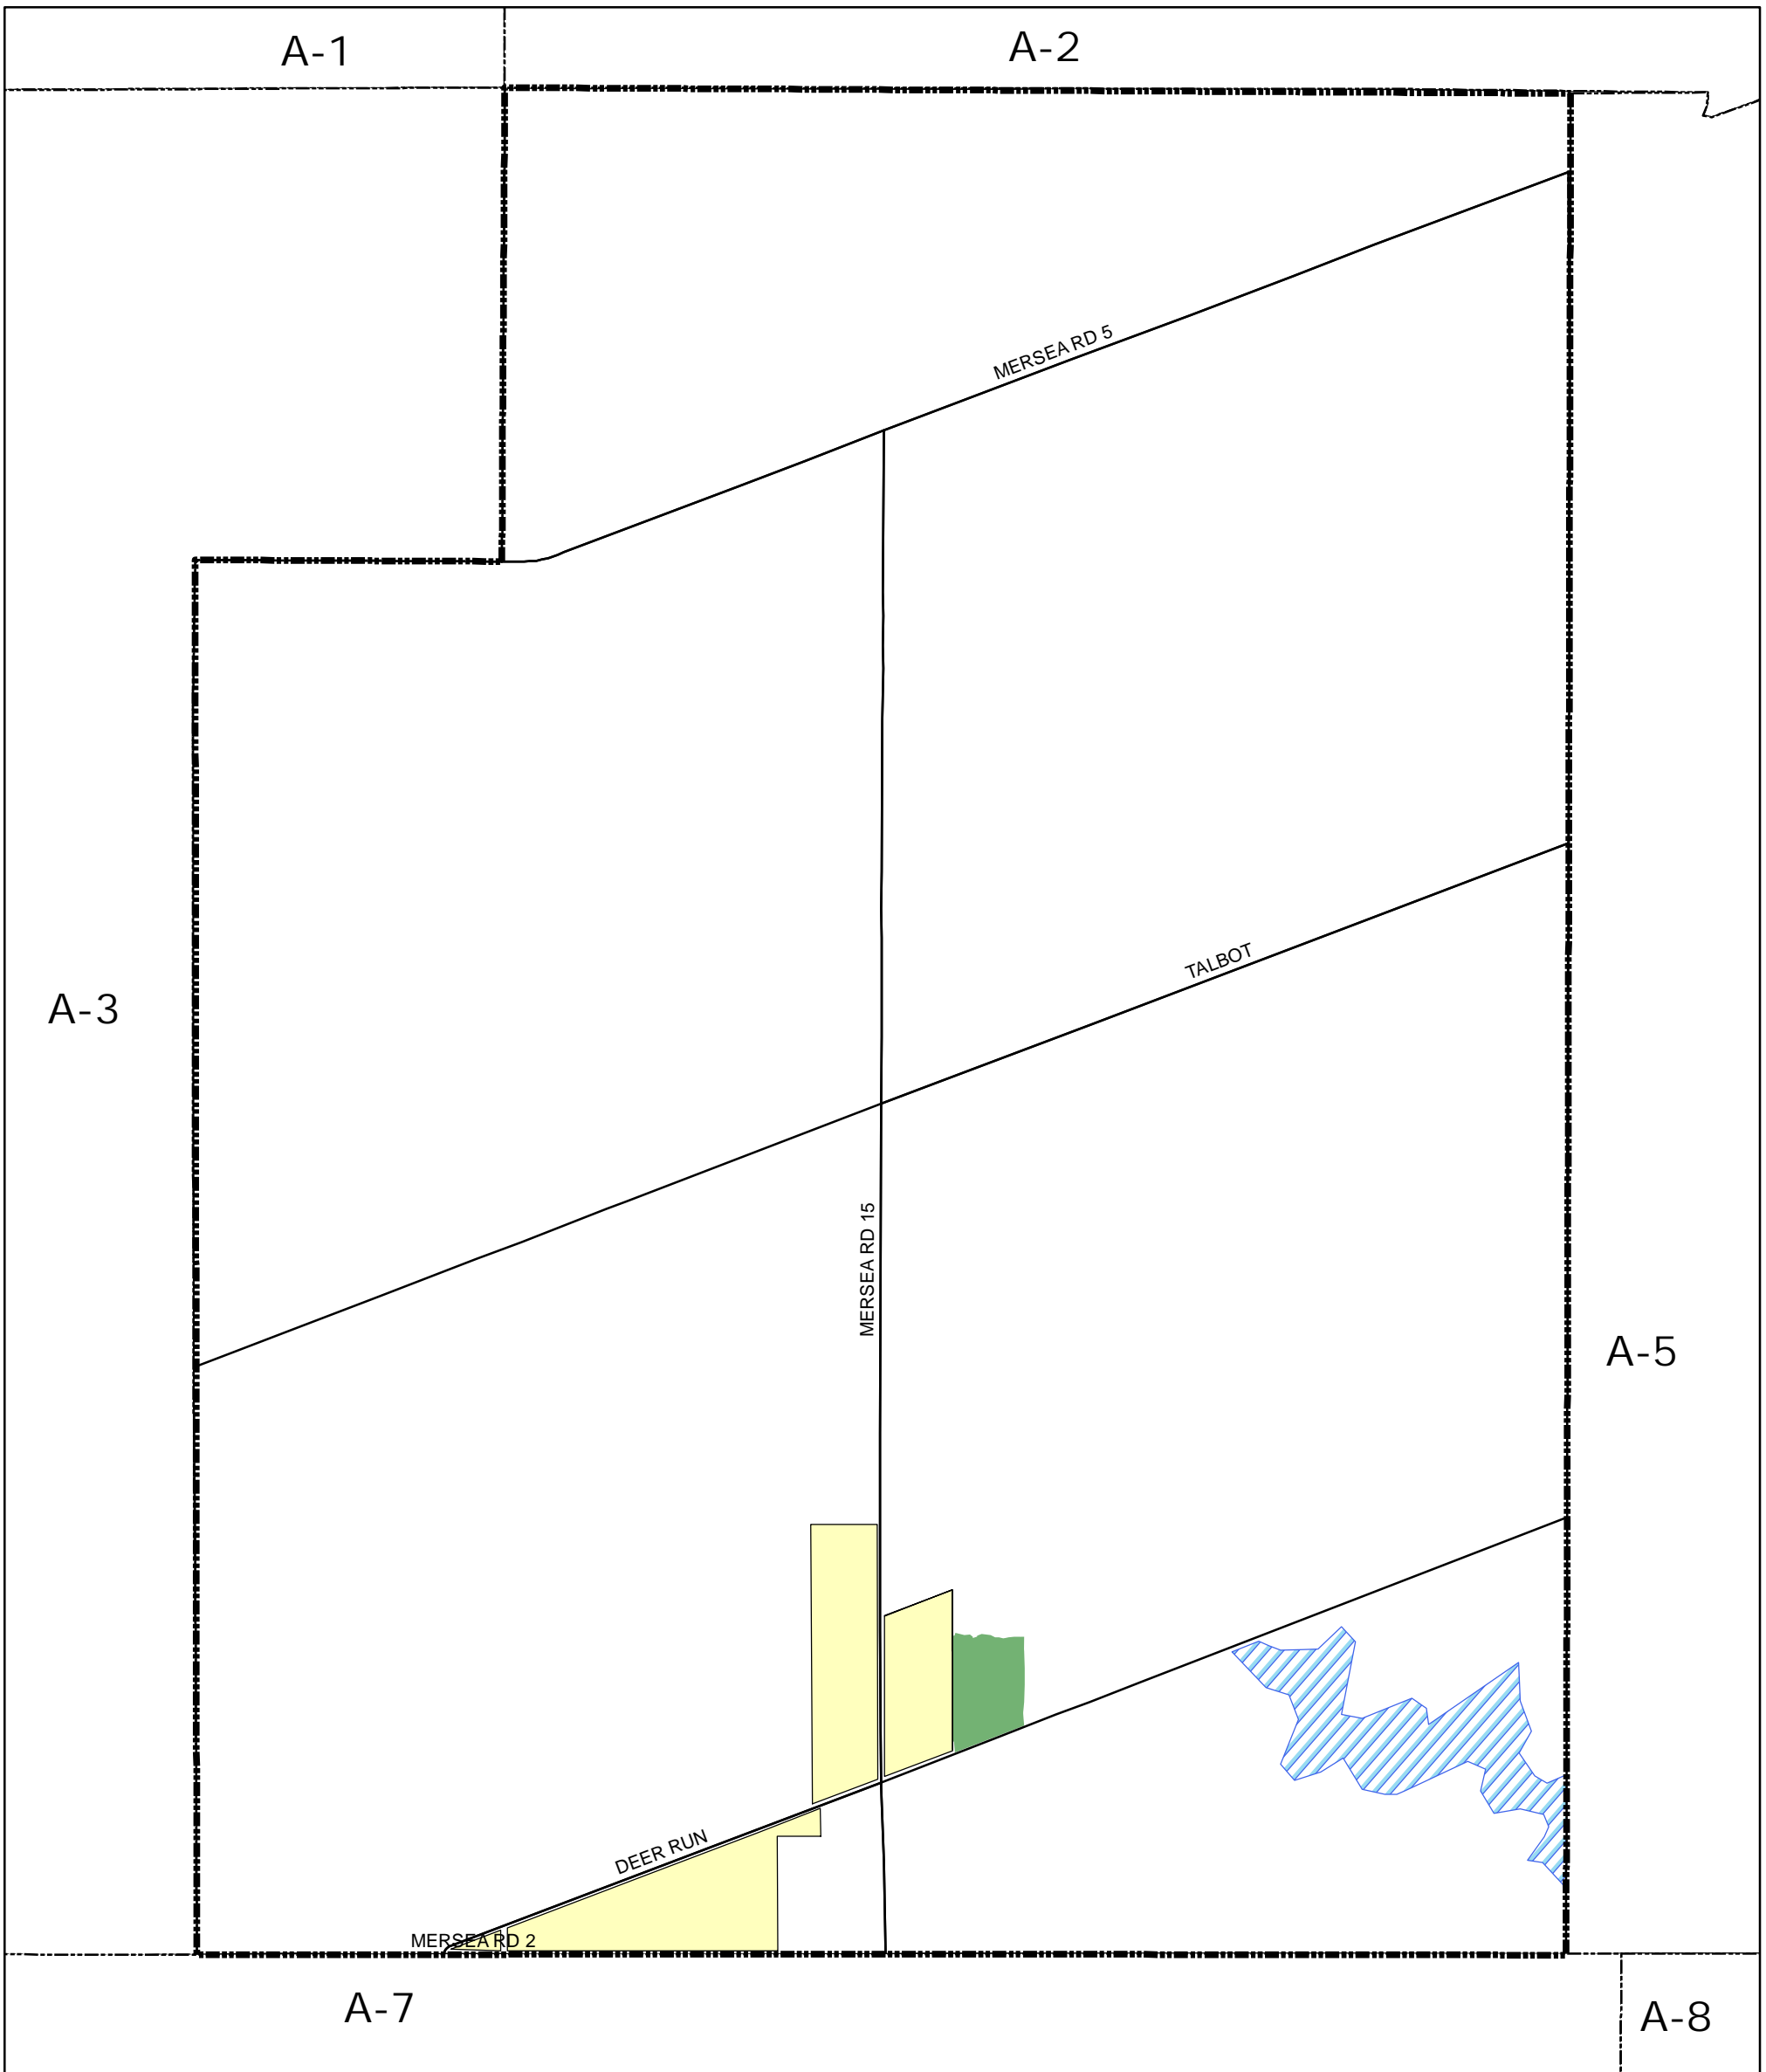 A-1
A-2
MERSEA RD 5
TALBOT
A-3
MERSEA RD 15
A-5
DEER RUN
MERSEA RD 2
A-7
A-8